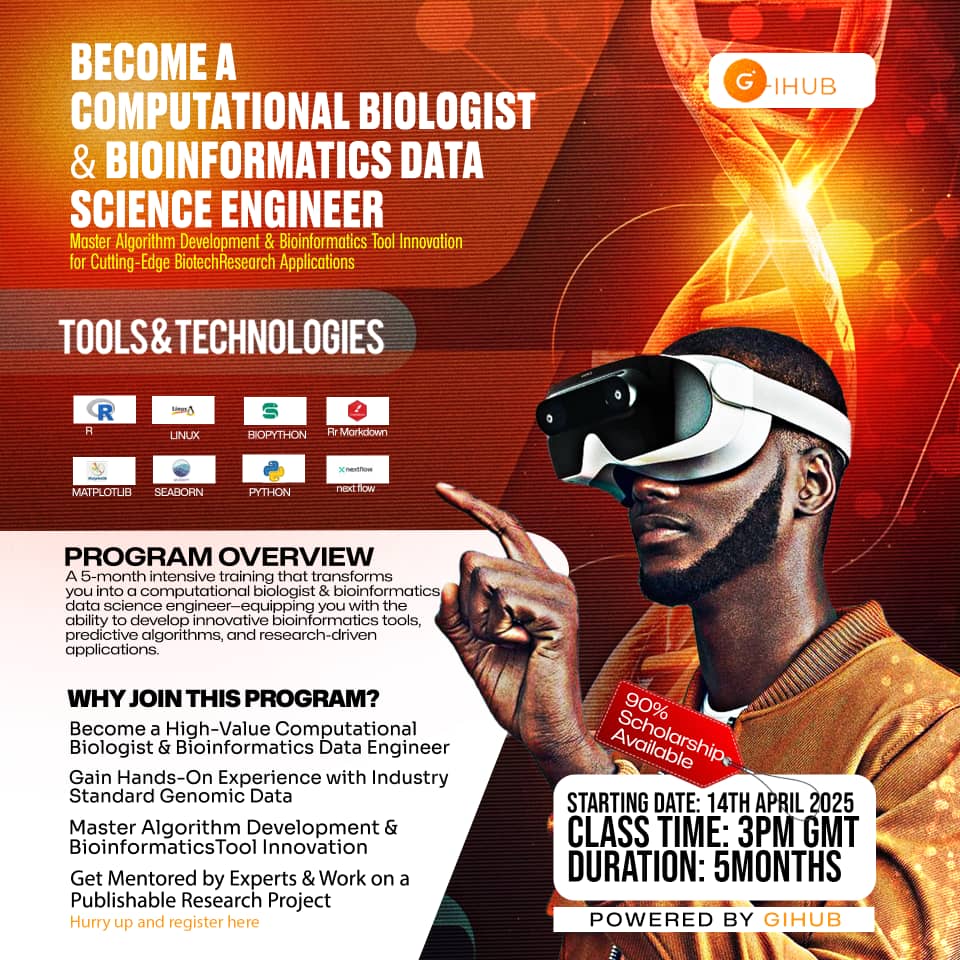 BECOME A
COMPUTATIONAL BIOLOGIST
& BIOINFORMATICS DATA
SCIENCE ENGINEER
Master Algorithm Development & Bioinformatics Tool Innovation
for Cutting-Edge BiotechResearch Applications
G-IHUB
TOOLS&TECHNOLOGIES
R
Linux
R
LINUX
BIOPYTHON
Rr Markdown
nextflow
MATPLOTLIB
SEABORN
PYTHON
next flow
PROGRAM OVERVIEW
A 5-month intensive training that transforms
you into a computational biologist & bioinformatics
data science engineer—equipping you with the
ability to develop innovative bioinformatics tools,
predictive algorithms, and research-driven
applications.
WHY JOIN THIS PROGRAM?
Become a High-Value Computational
Biologist & Bioinformatics Data Engineer
Gain Hands-On Experience with Industry
Standard Genomic Data
Master Algorithm Development &
BioinformaticsTool Innovation
Get Mentored by Experts & Work on a
Publishable Research Project
Hurry up and register here
90%
Scholarship
Available
STARTING DATE: 14TH APRIL 2025
CLASS TIME: 3PM GMT
DURATION: 5MONTHS
POWERED BY GIHUB